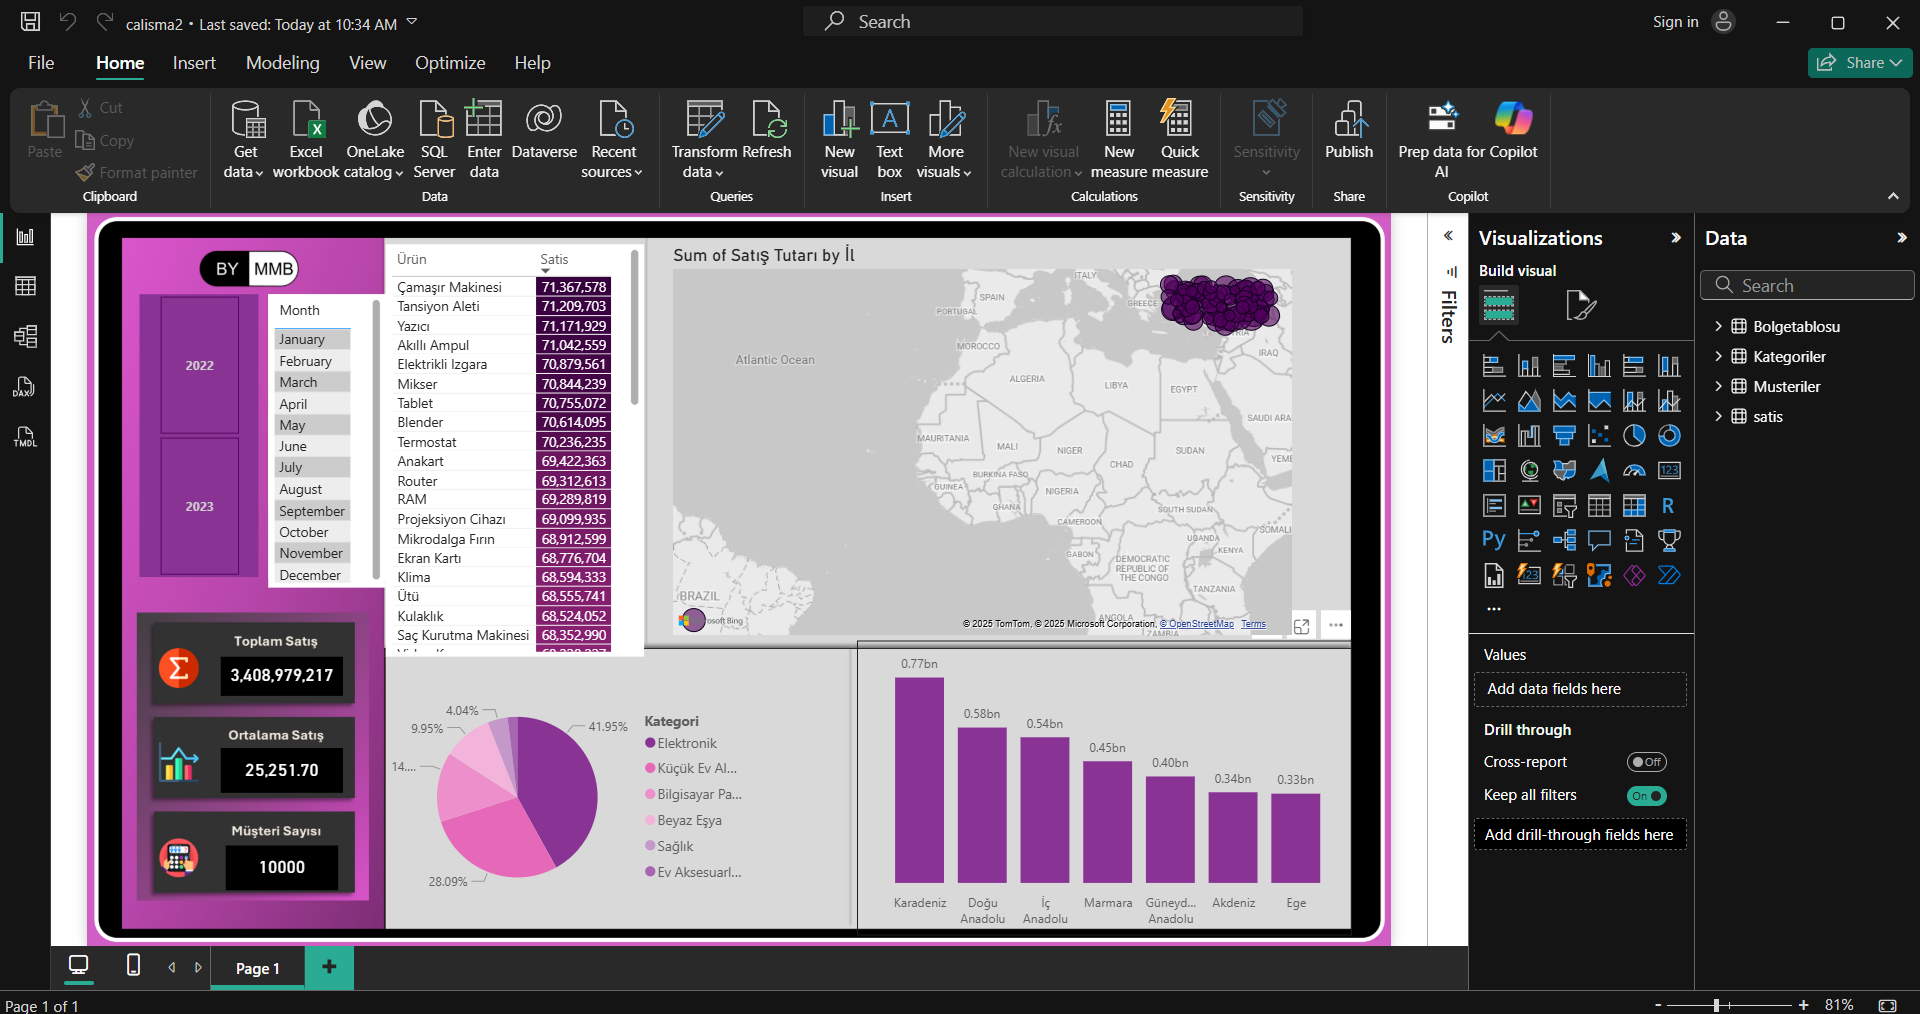 calisma2 • Last saved: Today at 10:34 AM
Search
Sign in
File
Home
Insert
Modeling
View
Optimize
Help
Share
Paste
Cut
Copy
Format painter
Clipboard
Get data
Excel workbook
OneLake catalog
SQL Server
Enter data
Dataverse
Recent sources
Data
Transform data
Refresh
Queries
New visual
Text box
More visuals
Insert
New visual calculation
New measure
Quick measure
Calculations
Sensitivity
Sensitivity
Publish
Share
Prep data for AI
Copilot
Copilot
BY MMB
2022
2023
Month
January
February
March
April
May
June
July
August
September
October
November
December
Toplam Satış
3,408,979,217
Ortalama Satış
25,251.70
Müşteri Sayısı
10000
Ürün Satis
Çamaşır Makinesi 71,367,578
Tansiyon Aleti 71,209,703
Yazıcı 71,171,929
Akıllı Ampul 71,042,559
Elektrikli Izgara 70,879,561
Mikser 70,844,239
Tablet 70,755,072
Blender 70,614,095
Termostat 70,236,235
Anakart 69,422,363
Router 69,312,613
RAM 69,289,819
Projeksiyon Cihazı 69,099,935
Mikrodalga Fırın 68,912,599
Ekran Kartı 68,776,704
Klima 68,594,333
Ütü 68,555,741
Kulaklık 68,524,052
Saç Kurutma Makinesi 68,352,990
Sum of Satış Tutarı by İl
ITALY
SPAIN
PORTUGAL
GREECE
SYRIA
IRAQ
MOROCCO
Atlantic Ocean
ALGERIA
LIBYA
EGYPT
SAUDI ARA
MAURITANIA
MALI
NIGER
SUDAN
CHAD
YEME
BURKINA FASO
GUINEA
NIGERIA
GHANA
SOUTH SUDAN
CAMEROON
SOMALI
UGANDA
KENYA
GABON
DEMOCRATIC REPUBLIC OF THE CONGO
TANZANIA
BRAZIL
ANGOLA
ZAMBIA
osoft Bing
© 2025 TomTom, © 2025 Microsoft Corporation, © OpenStreetMap Terms
4.04%
9.95%
14....
28.09%
41.95%
Kategori
Elektronik
Küçük Ev Al...
Bilgisayar Pa...
Beyaz Eşya
Sağlık
Ev Aksesuarl...
0.77bn
0.58bn
0.54bn
0.45bn
0.40bn
0.34bn
0.33bn
Karadeniz
Doğu Anadolu
İç Anadolu
Marmara
Güneyd... Anadolu
Akdeniz
Ege
Filters
Visualizations
Build visual
Values
Add data fields here
Drill through
Cross-report Off
Keep all filters On
Add drill-through fields here
Data
Search
Bolgetablosu
Kategoriler
Musteriler
satis
DAX
TMDL
123
R
Py
123
Page 1
Page 1 of 1
- + 81%